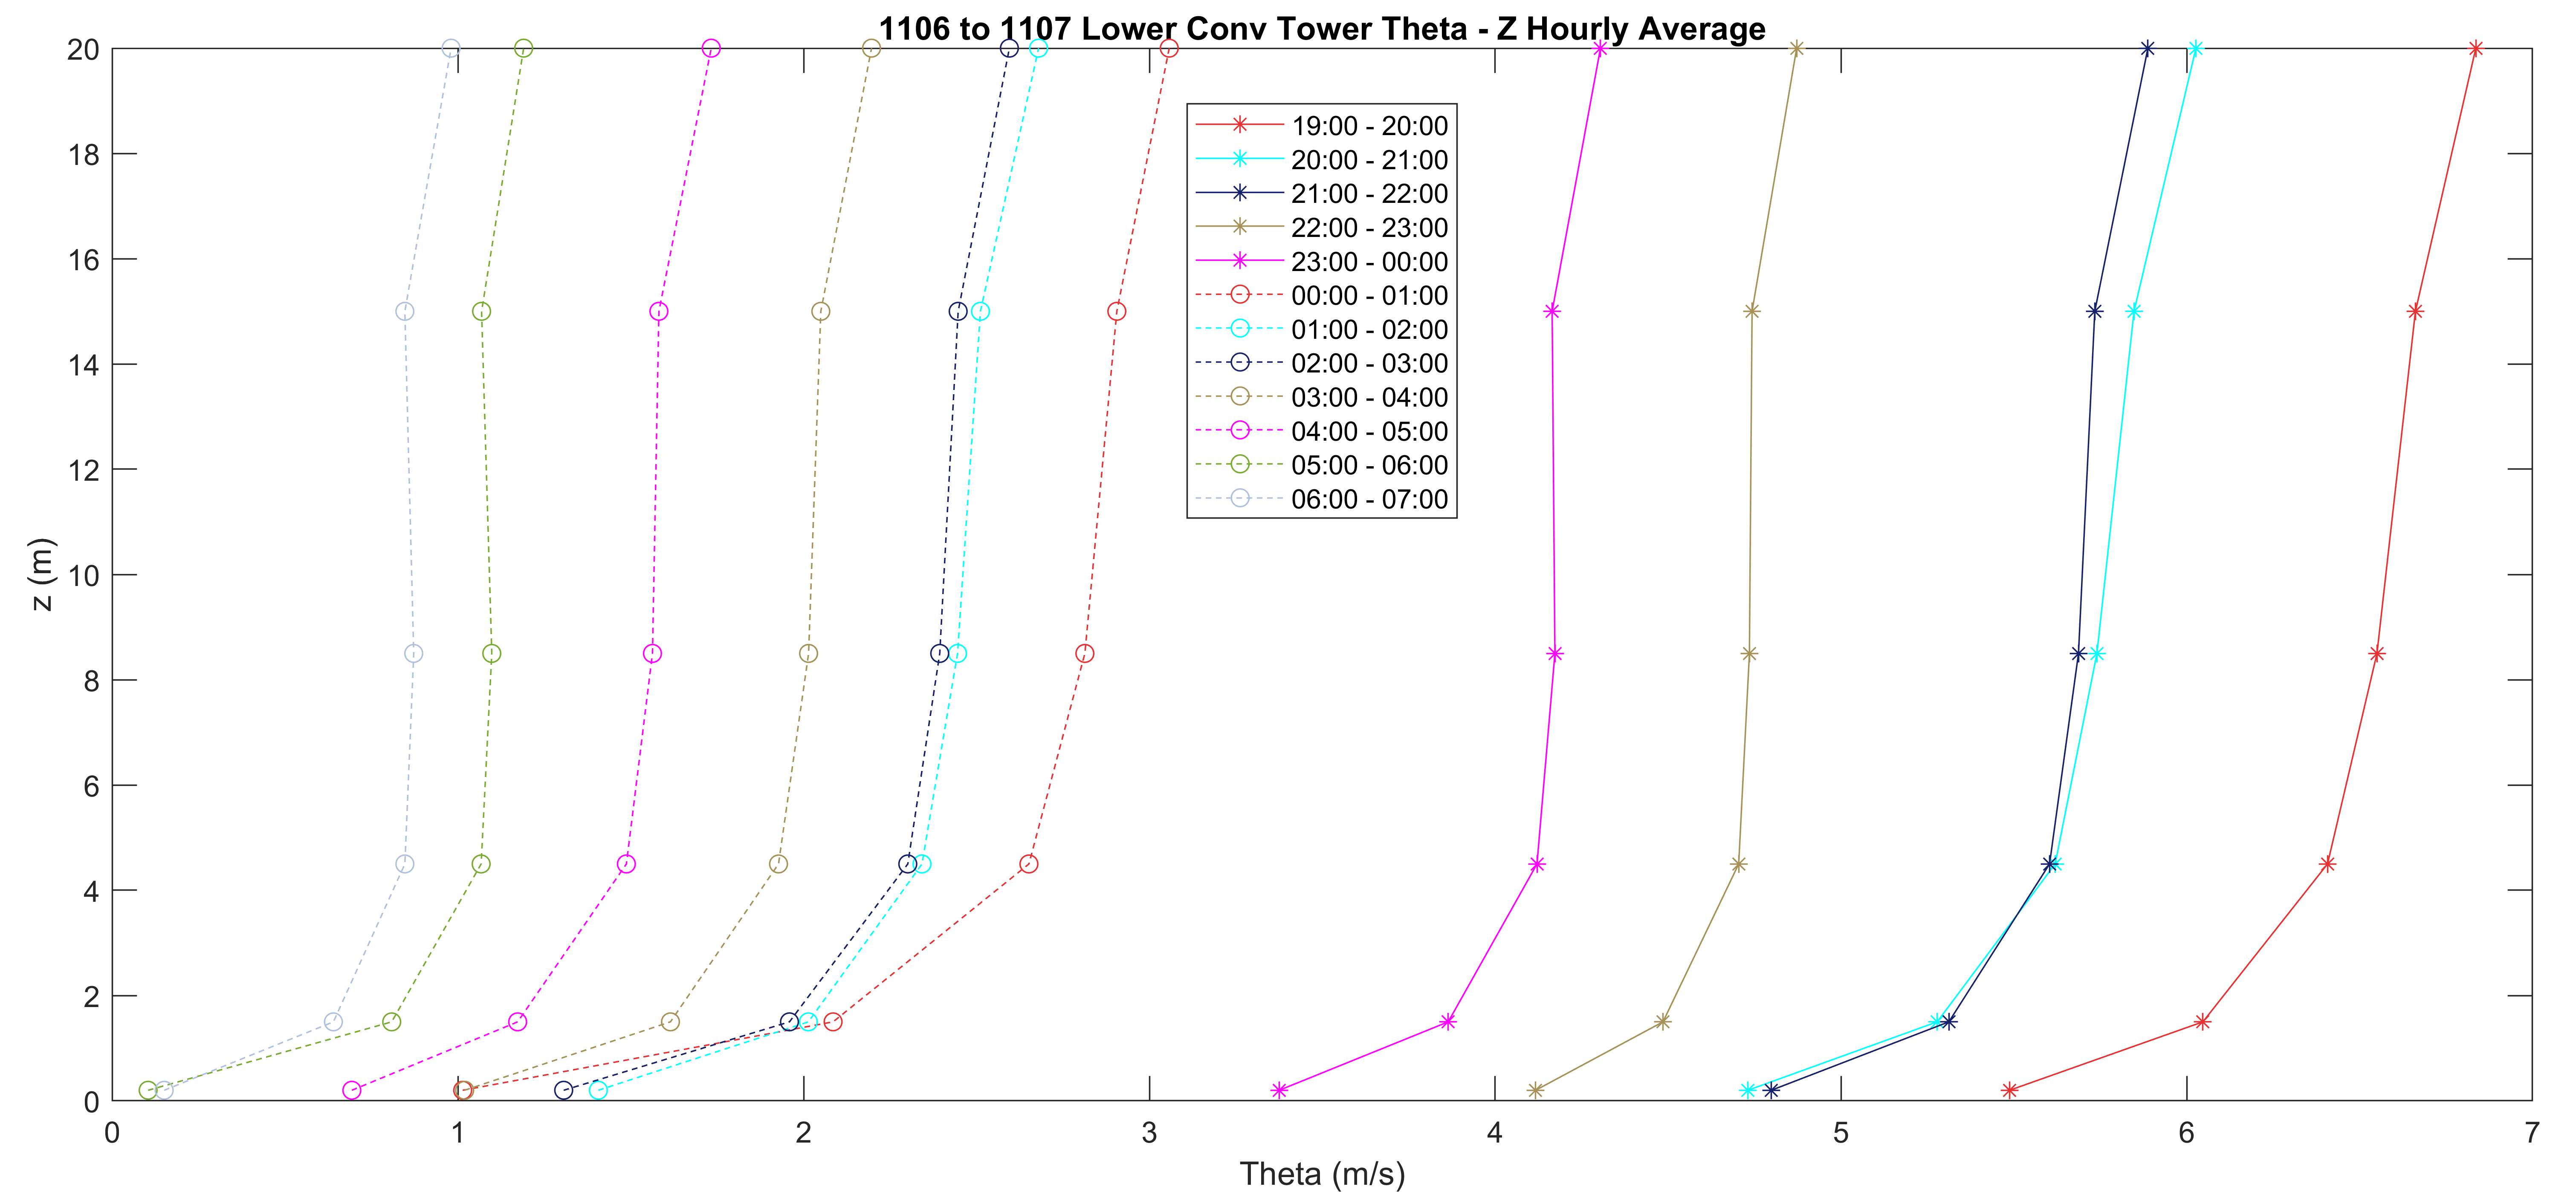 1106 to 1107 Lower Conv Tower Theta - Z Hourly Average
20
18
16
14
12
10
8
6
4
2
0
z (m)
19:00 - 20:00
20:00 - 21:00
21:00 - 22:00
22:00 - 23:00
23:00 - 00:00
00:00 - 01:00
01:00 - 02:00
02:00 - 03:00
03:00 - 04:00
04:00 - 05:00
05:00 - 06:00
06:00 - 07:00
0 1 2 3 4 5 6 7
Theta (m/s)